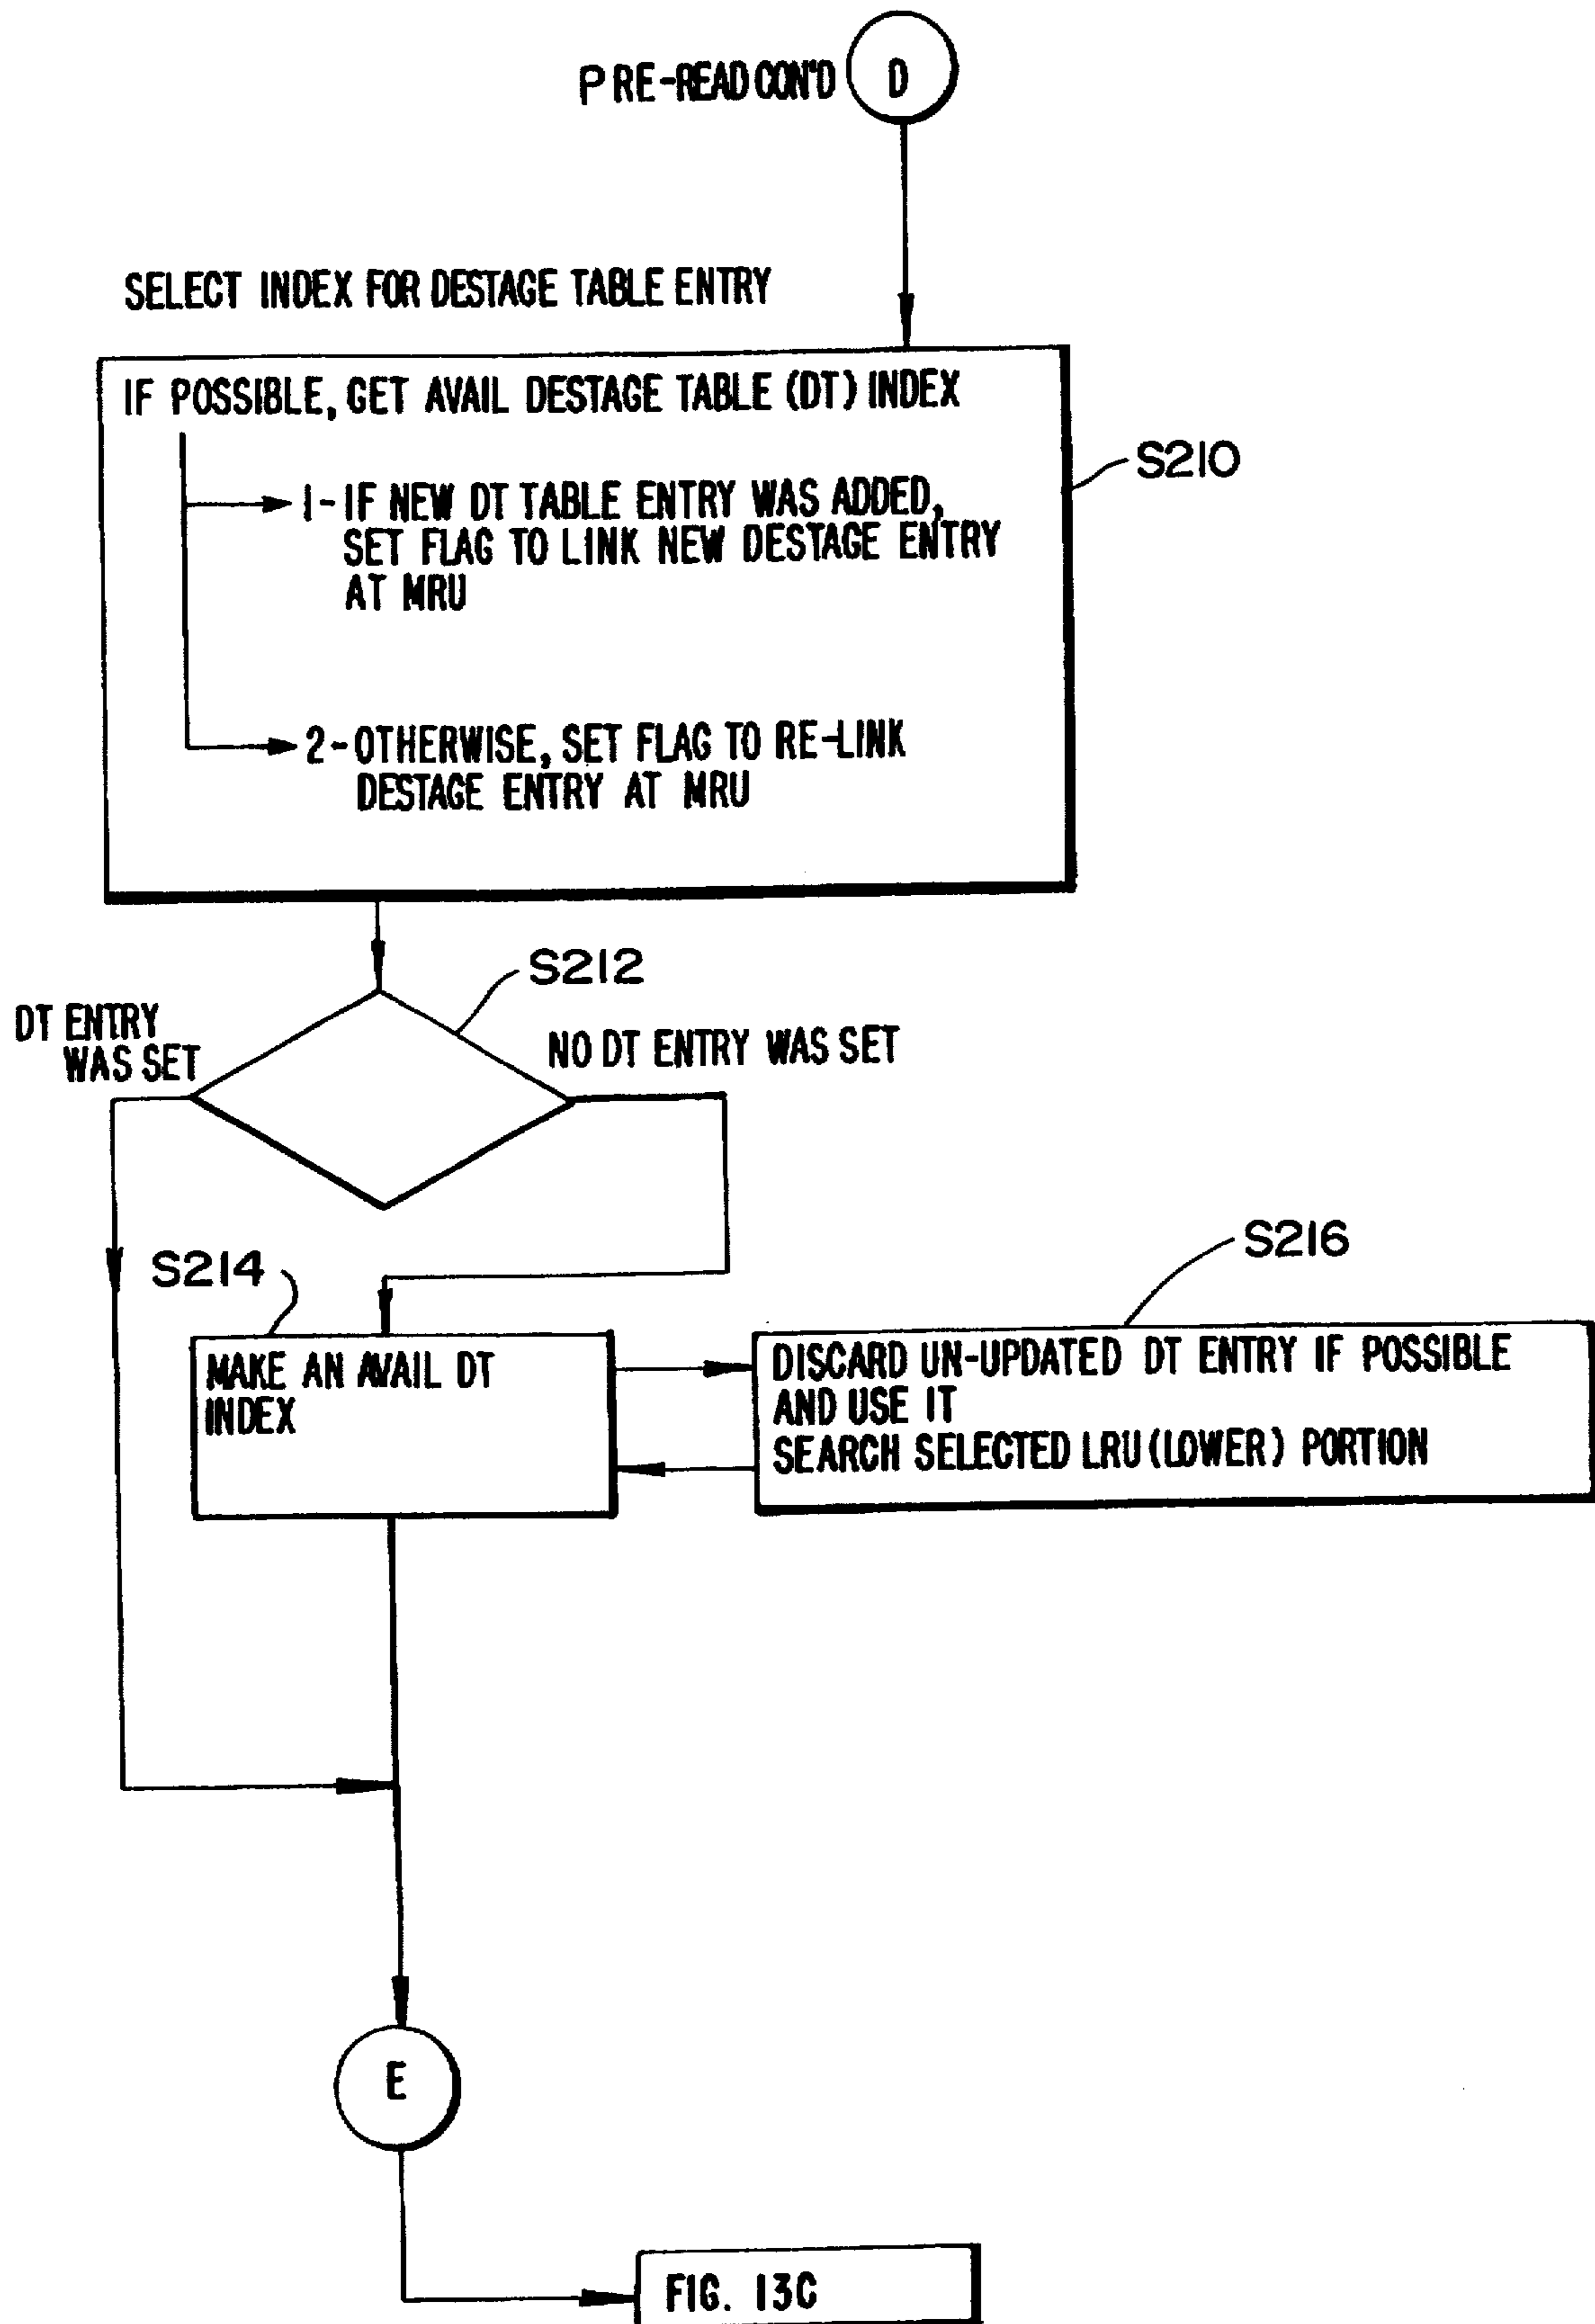 PRE-READ CON'D
D
SELECT INDEX FOR DESTAGE TABLE ENTRY
IF POSSIBLE, GET AVAIL DESTAGE TABLE (DT) INDEX
S210
1- IF NEW DT TABLE ENTRY WAS ADDED,
SET FLAG TO LINK NEW DESTAGE ENTRY
AT MRU
2- OTHERWISE, SET FLAG TO RE-LINK
DESTAGE ENTRY AT MRU
S212
DT ENTRY
WAS SET
NO DT ENTRY WAS SET
S214
S216
MAKE AN AVAIL DT
INDEX
DISCARD UN-UPDATED DT ENTRY IF POSSIBLE
AND USE IT
SEARCH SELECTED LRU (LOWER) PORTION
E
FIG. 13C